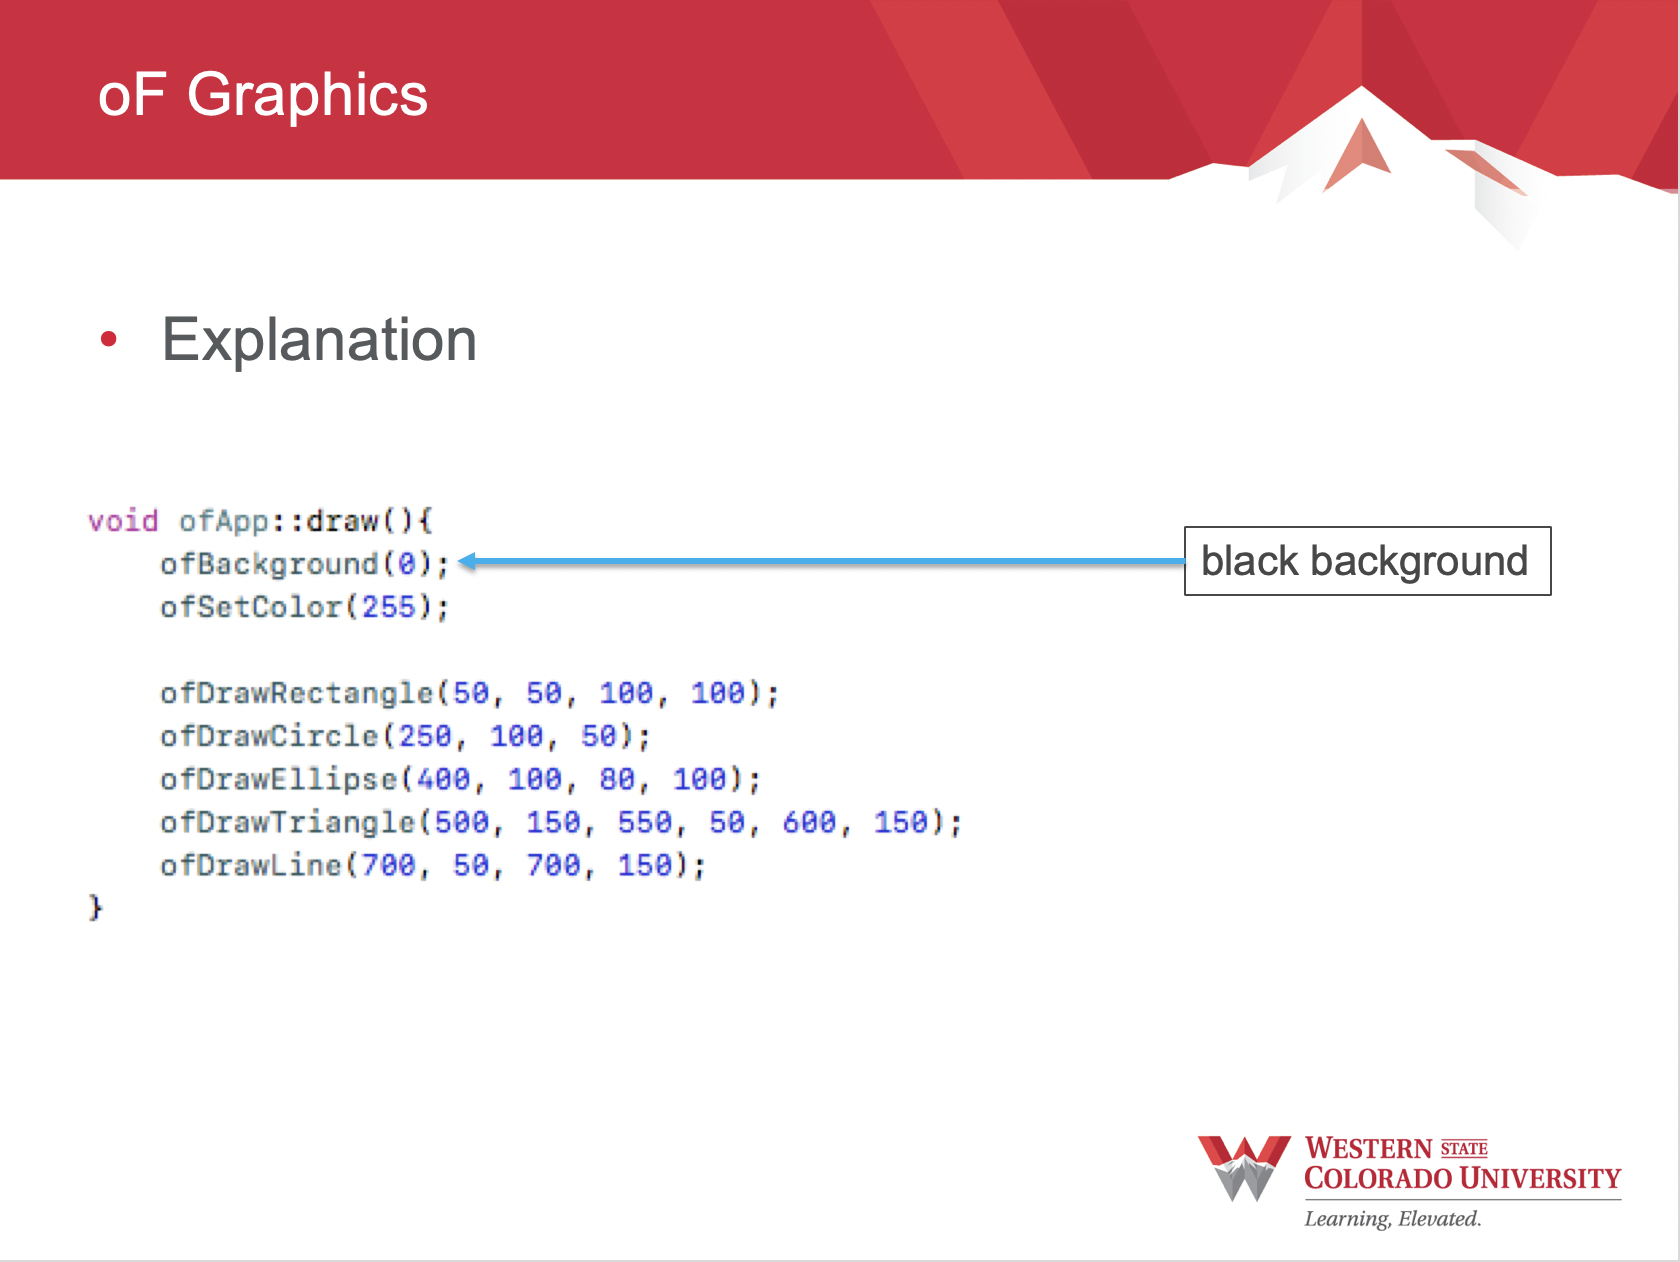 oF Graphics
• Explanation
void ofApp::draw(){
ofBackground(0);
black background
ofSetColor(255);
ofDrawRectangle(50, 50, 100, 100);
ofDrawCircle(250, 100, 50);
ofDrawEllipse(400, 100, 80, 100);
ofDrawTriangle(500, 150, 550, 50, 600, 150);
ofDrawLine(700, 50, 700, 150);
}
WESTERN STATE
COLORADO UNIVERSITY
Learning, Elevated.